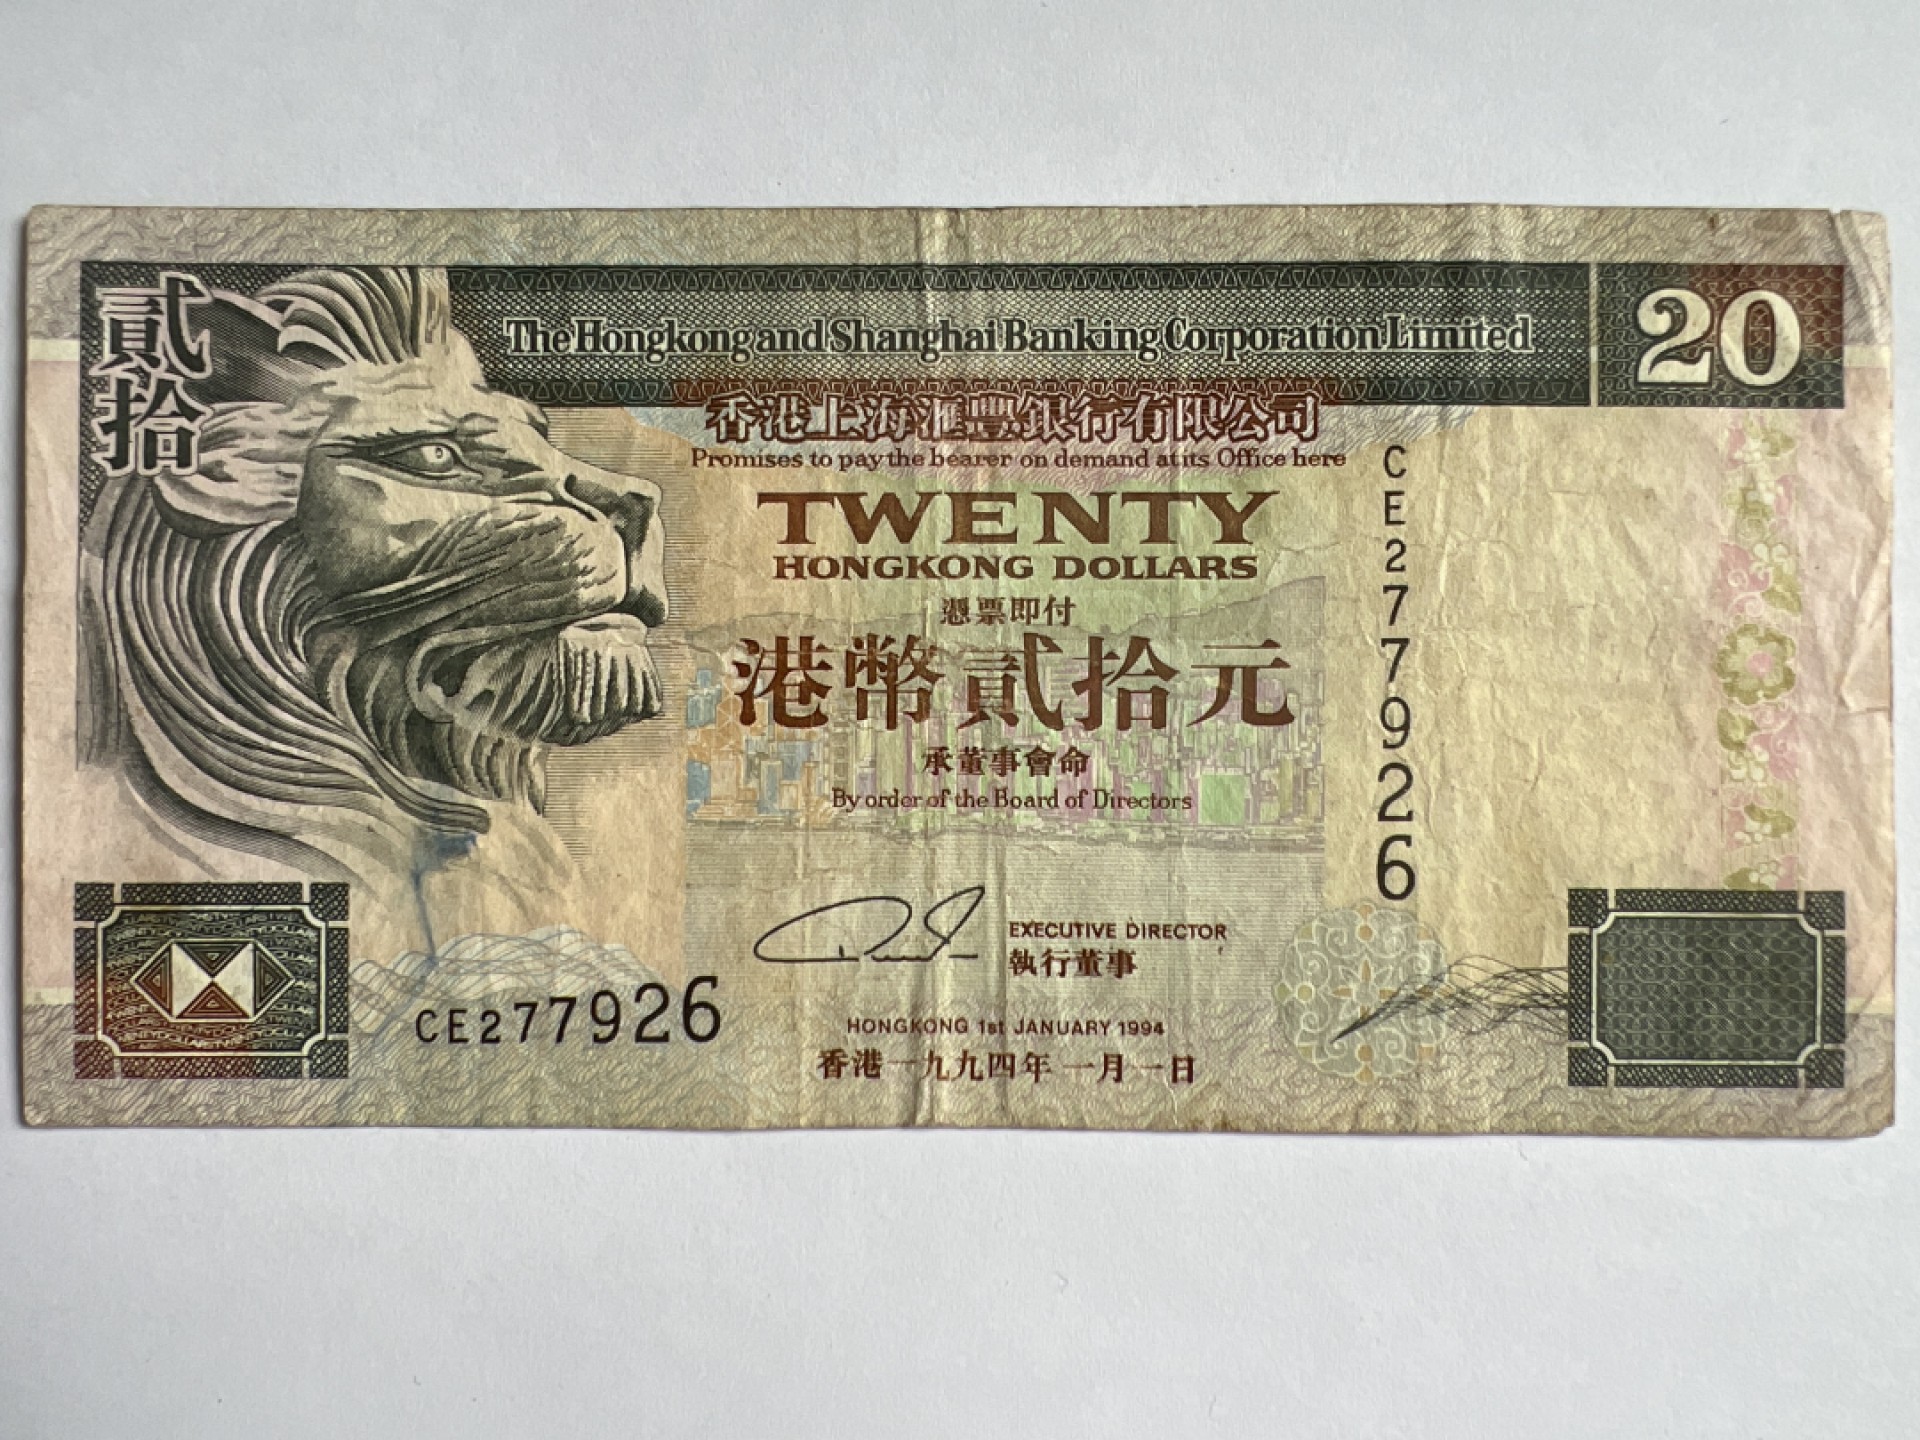 貳拾
The Hongkong and Shanghai Banking Corporation Limited
20
香港上海滙豐銀行有限公司
Promises to pay the bearer on demand at its Office here
TWENTY
HONGKONG DOLLARS
憑票即付
港幣貳拾元
承董事會命
By order of the Board of Directors
CE277926
EXECUTIVE DIRECTOR
執行董事
CE277926
HONGKONG 1st JANUARY 1994
香港一九九四年一月一日